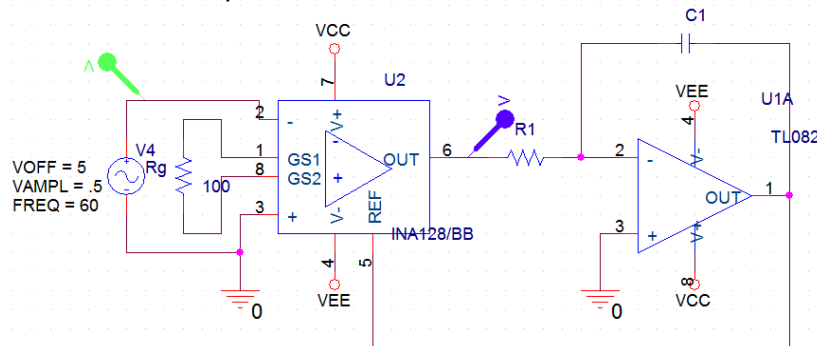 C1
VCC
7
U2
V
2
-
V+
-
VEE
4
U1A
TL082
V4
VOFF = 5
VAMPL = .5
FREQ = 60
Rg
100
1
GS1
8
GS2
+
OUT
6
V
R1
2
-
V-
OUT
1
3
+
V-
REF
INA128/BB
3
+
V+
4
5
8
VEE
VCC
0
0